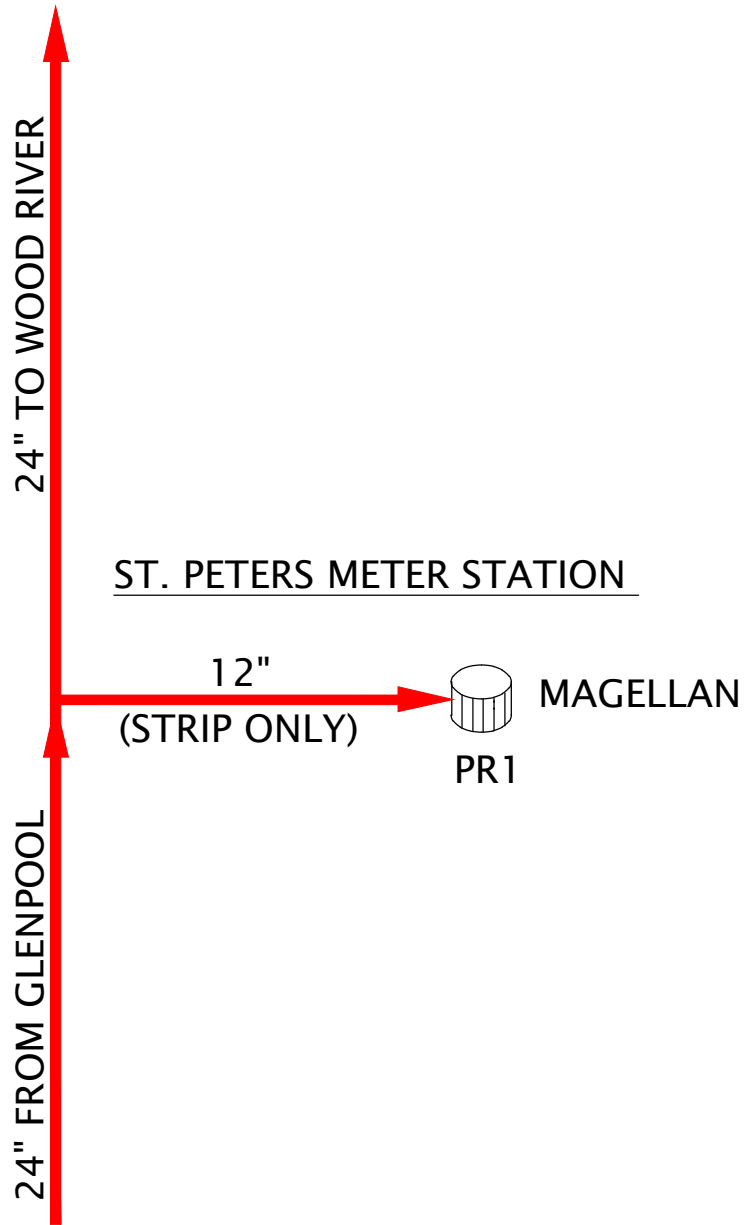 24" TO WOOD RIVER
ST. PETERS METER STATION
12"
(STRIP ONLY)
MAGELLAN
PR1
24" FROM GLENPOOL